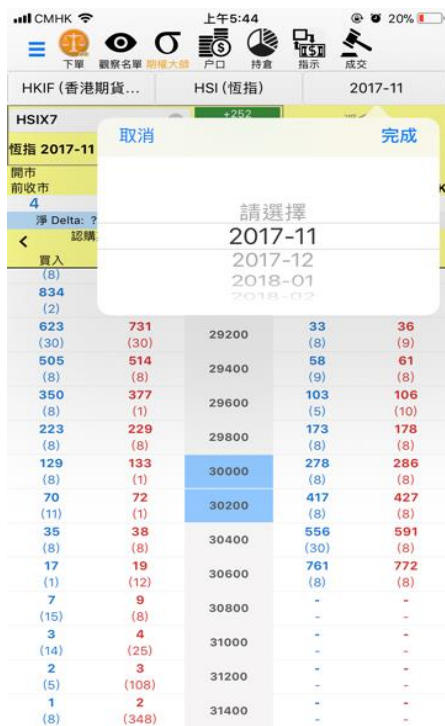 CMHK 上午5:44 20%
下單 觀察名單 期權大師 户口 持倉 指示 成交
HKIF (香港期貨... HSI (恆指) 2017-11
HSIX7 +252
恆指 2017-11
開市
前收市
4
淨 Delta: ?
認購
買入
取消 完成
請選擇
2017-11
2017-12
2018-01
2018-02
(8)
834
(2)
623 731 29200 33 36
(30) (30) (8) (9)
505 514 29400 58 61
(8) (8) (9) (8)
350 377 29600 103 106
(8) (1) (5) (10)
223 229 29800 173 178
(8) (8) (8) (8)
129 133 30000 278 286
(8) (1) (8) (8)
70 72 30200 417 427
(11) (1) (8) (8)
35 38 30400 556 591
(8) (8) (30) (8)
17 19 30600 761 772
(1) (12) (8) (8)
7 9 30800 - -
(15) (8) - -
3 4 31000 - -
(14) (25) - -
2 3 31200 - -
(5) (108) - -
1 2 31400 - -
(8) (348) - -